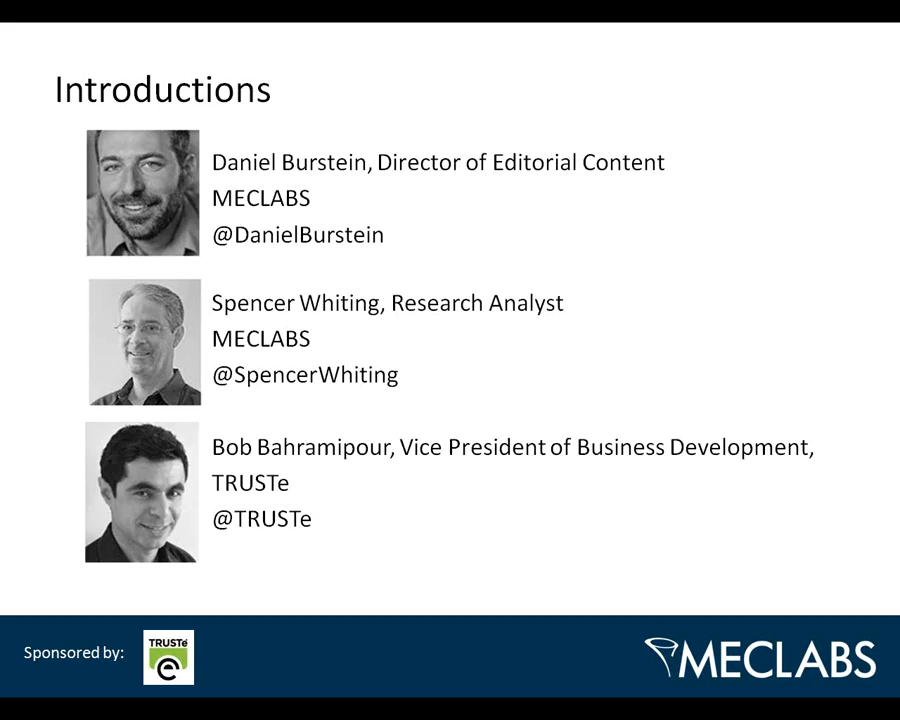 Introductions
Daniel Burstein, Director of Editorial Content
MECLABS
@DanielBurstein
Spencer Whiting, Research Analyst
MECLABS
@SpencerWhiting
Bob Bahramipour, Vice President of Business Development,
TRUSTe
@TRUSTe
Sponsored by:
TRUSTe
e
MECLABS